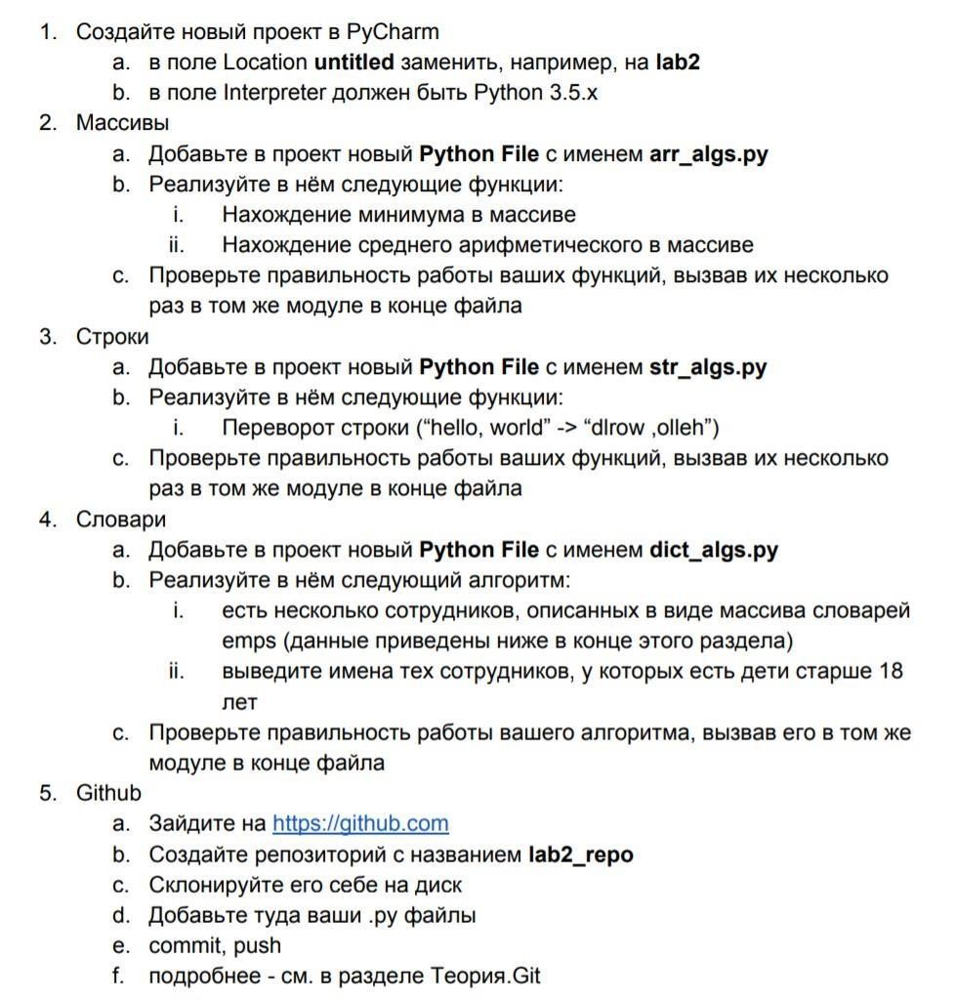 1. Создайте новый проект в PyCharm
a. в поле Location untitled заменить, например, на lab2
b. в поле Interpreter должен быть Python 3.5.x
2. Массивы
a. Добавьте в проект новый Python File с именем arr_algs.py
b. Реализуйте в нём следующие функции:
i. Нахождение минимума в массиве
ii. Нахождение среднего арифметического в массиве
c. Проверьте правильность работы ваших функций, вызвав их несколько
раз в том же модуле в конце файла
3. Строки
a. Добавьте в проект новый Python File с именем str_algs.py
b. Реализуйте в нём следующие функции:
i. Переворот строки (“hello, world” -> “dlrow ,olleh”)
c. Проверьте правильность работы ваших функций, вызвав их несколько
раз в том же модуле в конце файла
4. Словари
a. Добавьте в проект новый Python File с именем dict_algs.py
b. Реализуйте в нём следующий алгоритм:
i. есть несколько сотрудников, описанных в виде массива словарей
emps (данные приведены ниже в конце этого раздела)
ii. выведите имена тех сотрудников, у которых есть дети старше 18
лет
c. Проверьте правильность работы вашего алгоритма, вызвав его в том же
модуле в конце файла
5. Github
a. Зайдите на https://github.com
b. Создайте репозиторий с названием lab2_repo
c. Склонируйте его себе на диск
d. Добавьте туда ваши .py файлы
e. commit, push
f. подробнее - см. в разделе Теория.Git